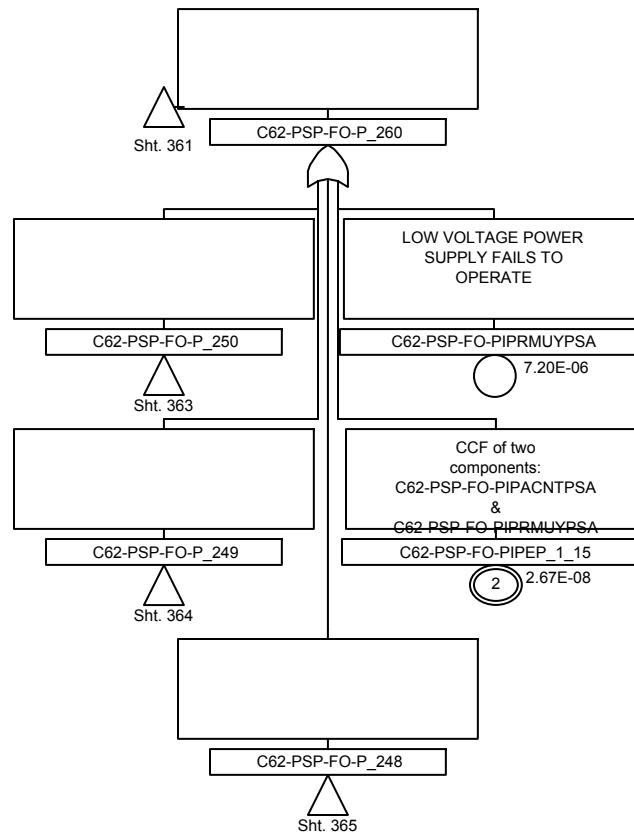 Sht. 361
C62-PSP-FO-P_260
C62-PSP-FO-P_250
Sht. 363
LOW VOLTAGE POWER
SUPPLY FAILS TO
OPERATE
C62-PSP-FO-PIPRMUYPSA
7.20E-06
C62-PSP-FO-P_249
Sht. 364
CCF of two
components:
C62-PSP-FO-PIPACNTPSA
&
C62-PSP-FO-PIPRMUYPSA
C62-PSP-FO-PIPEP_1_15
2
2.67E-08
C62-PSP-FO-P_248
Sht. 365